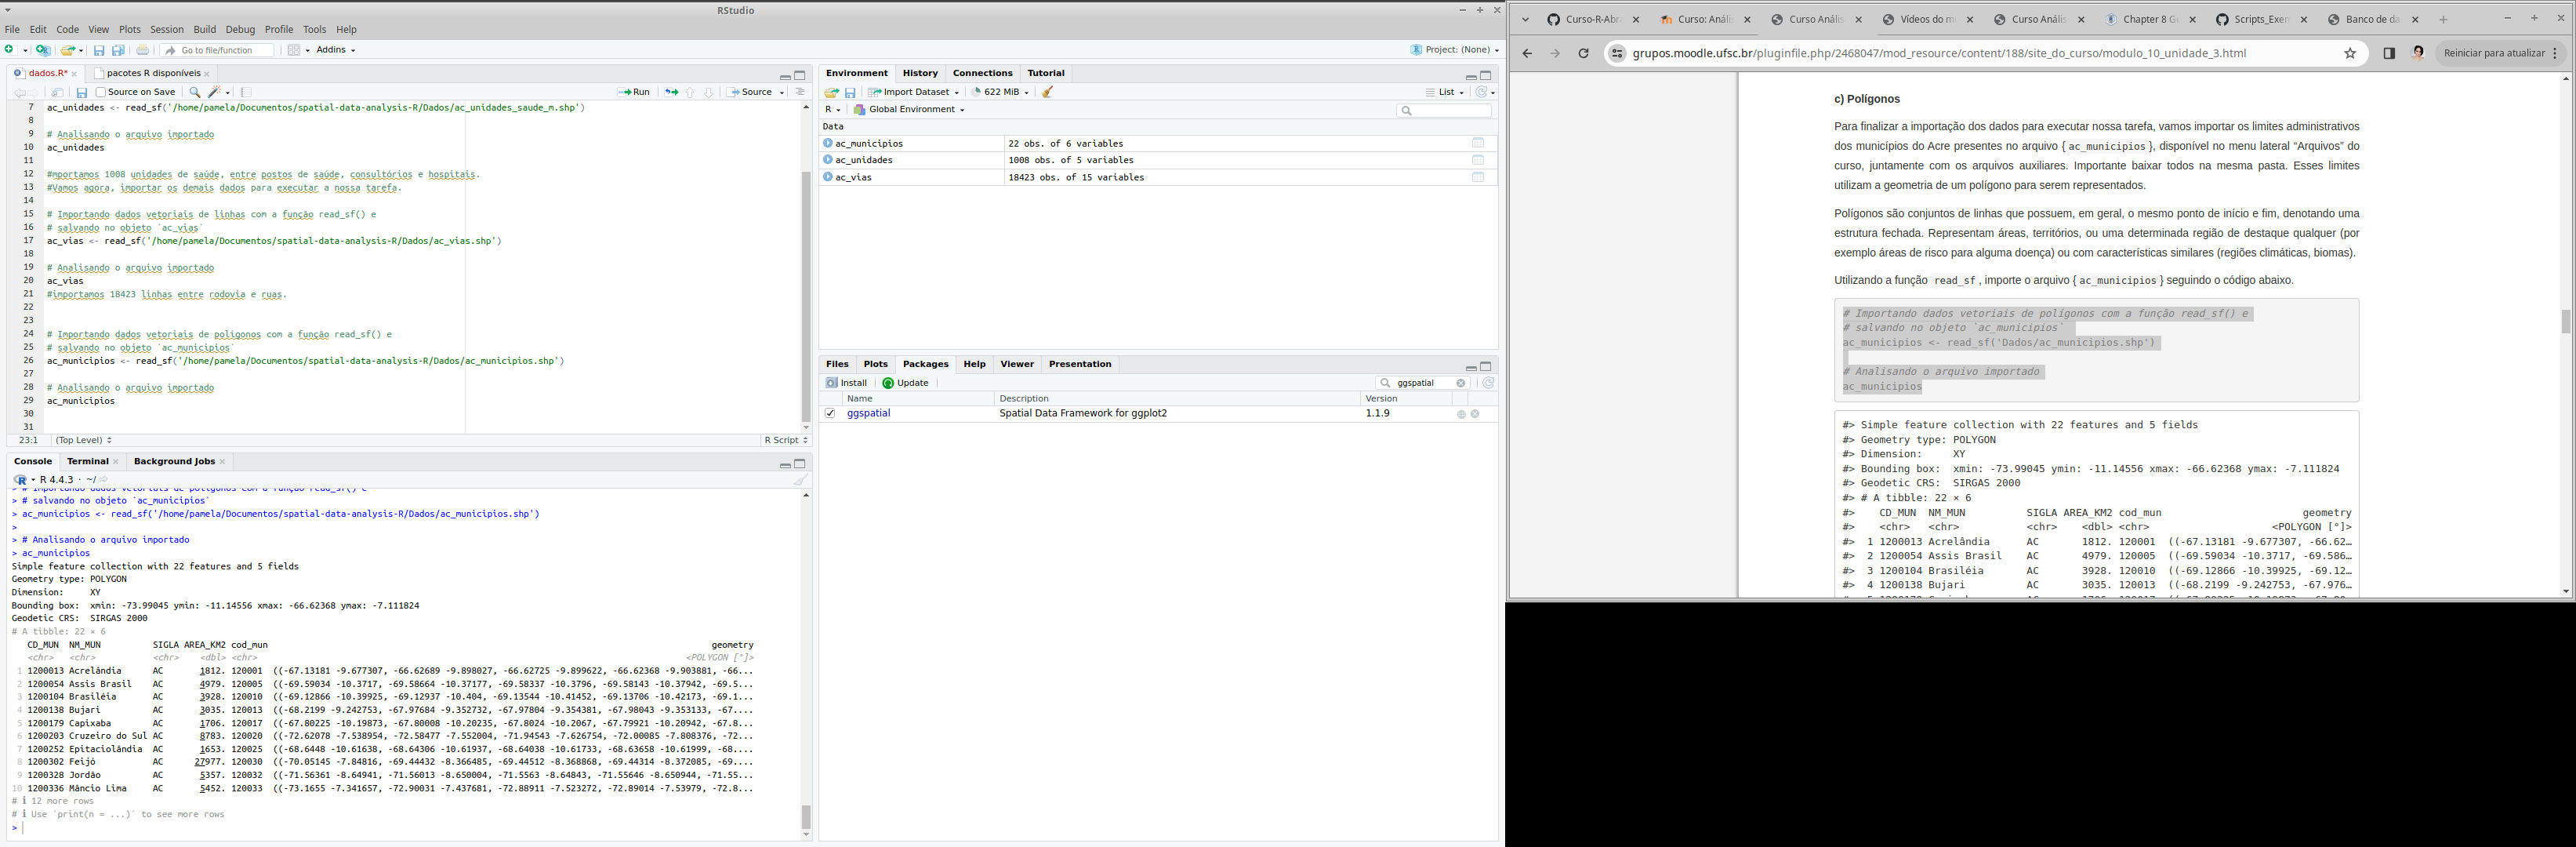 RStudio
File Edit Code View Plots Session Build Debug Profile Tools Help
Go to file/function
Addins
Project: (None)
dados.R*
pacotes R disponíveis
Source on Save
Run
Source
7 ac_unidades <- read_sf('/home/pamela/Documentos/spatial-data-analysis-R/Dados/ac_unidades_saude_m.shp')
8
9 # Analisando o arquivo importado
10 ac_unidades
11
12 #mportamos 1008 unidades de saúde, entre postos de saúde, consultórios e hospitais.
13 #Vamos agora, importar os demais dados para executar a nossa tarefa.
14
15 # Importando dados vetoriais de linhas com a função read_sf() e
16 # salvando no objeto `ac_vias`
17 ac_vias <- read_sf('/home/pamela/Documentos/spatial-data-analysis-R/Dados/ac_vias.shp')
18
19 # Analisando o arquivo importado
20 ac_vias
21 #importamos 18423 linhas entre rodovia e ruas.
22
23
24 # Importando dados vetoriais de poligonos com a função read_sf() e
25 # salvando no objeto `ac_municipios`
26 ac_municipios <- read_sf('/home/pamela/Documentos/spatial-data-analysis-R/Dados/ac_municipios.shp')
27
28 # Analisando o arquivo importado
29 ac_municipios
30
31
23:1 (Top Level) R Script
Console Terminal Background Jobs
R 4.4.3 · ~/
> # Importando dados vetoriais de poligonos com a função read_sf() e
> # salvando no objeto `ac_municipios`
> ac_municipios <- read_sf('/home/pamela/Documentos/spatial-data-analysis-R/Dados/ac_municipios.shp')
>
> # Analisando o arquivo importado
> ac_municipios
Simple feature collection with 22 features and 5 fields
Geometry type: POLYGON
Dimension: XY
Bounding box: xmin: -73.99045 ymin: -11.14556 xmax: -66.62368 ymax: -7.111824
Geodetic CRS: SIRGAS 2000
# A tibble: 22 × 6
CD_MUN NM_MUN SIGLA AREA_KM2 cod_mun geometry
<chr> <chr> <chr> <dbl> <chr> <POLYGON [°]>
1 1200013 Acrelândia AC 1812. 120001 ((-67.13181 -9.677307, -66.62689 -9.898027, -66.62725 -9.899622, -66.62368 -9.903881, -66...
2 1200054 Assis Brasil AC 4979. 120005 ((-69.59034 -10.3717, -69.58664 -10.37177, -69.58337 -10.3796, -69.58143 -10.37942, -69.5...
3 1200104 Brasiléia AC 3928. 120010 ((-69.12866 -10.39925, -69.12937 -10.404, -69.13544 -10.41452, -69.13706 -10.42173, -69.1...
4 1200138 Bujari AC 3035. 120013 ((-68.2199 -9.242753, -67.97684 -9.352732, -67.97804 -9.354381, -67.98043 -9.353133, -67....
5 1200179 Capixaba AC 1706. 120017 ((-67.80225 -10.19873, -67.80008 -10.20235, -67.8024 -10.2067, -67.79921 -10.20942, -67.8...
6 1200203 Cruzeiro do Sul AC 8783. 120020 ((-72.62078 -7.538954, -72.58477 -7.552004, -71.94543 -7.626754, -72.00085 -7.808376, -72...
7 1200252 Epitaciolândia AC 1653. 120025 ((-68.6448 -10.61638, -68.64306 -10.61937, -68.64038 -10.61733, -68.63658 -10.61999, -68....
8 1200302 Feijó AC 27977. 120030 ((-70.05145 -7.84816, -69.44432 -8.366485, -69.44512 -8.368868, -69.44314 -8.372085, -69....
9 1200328 Jordão AC 5357. 120032 ((-71.56361 -8.64941, -71.56013 -8.650004, -71.5563 -8.64843, -71.55646 -8.650944, -71.55...
10 1200336 Mâncio Lima AC 5452. 120033 ((-73.1655 -7.341657, -72.90031 -7.437681, -72.88911 -7.523272, -72.89014 -7.53979, -72.8...
# ℹ 12 more rows
# ℹ Use `print(n = ...)` to see more rows
>
Environment History Connections Tutorial
Import Dataset 622 MiB List
R Global Environment
Data
ac_municipios 22 obs. of 6 variables
ac_unidades 1008 obs. of 5 variables
ac_vias 18423 obs. of 15 variables
Files Plots Packages Help Viewer Presentation
Install Update ggspatial
Name Description Version
ggspatial Spatial Data Framework for ggplot2 1.1.9
Curso-R-Abr Curso: Anális Curso Anális Vídeos do m Curso Anális Chapter 8 G Scripts_Exer Banco de da
grupos.moodle.ufsc.br/pluginfile.php/2468047/mod_resource/content/188/site_do_curso/modulo_10_unidade_3.html
Reiniciar para atualizar
c) Polígonos
Para finalizar a importação dos dados para executar nossa tarefa, vamos importar os limites administrativos
dos municípios do Acre presentes no arquivo { ac_municipios }, disponível no menu lateral “Arquivos” do
curso, juntamente com os arquivos auxiliares. Importante baixar todos na mesma pasta. Esses limites
utilizam a geometria de um polígono para serem representados.
Polígonos são conjuntos de linhas que possuem, em geral, o mesmo ponto de início e fim, denotando uma
estrutura fechada. Representam áreas, territórios, ou uma determinada região de destaque qualquer (por
exemplo áreas de risco para alguma doença) ou com características similares (regiões climáticas, biomas).
Utilizando a função read_sf, importe o arquivo { ac_municipios } seguindo o código abaixo.
# Importando dados vetoriais de poligonos com a função read_sf() e
# salvando no objeto `ac_municipios`
ac_municipios <- read_sf('Dados/ac_municipios.shp')
# Analisando o arquivo importado
ac_municipios
#> Simple feature collection with 22 features and 5 fields
#> Geometry type: POLYGON
#> Dimension: XY
#> Bounding box: xmin: -73.99045 ymin: -11.14556 xmax: -66.62368 ymax: -7.111824
#> Geodetic CRS: SIRGAS 2000
#> # A tibble: 22 × 6
#> CD_MUN NM_MUN SIGLA AREA_KM2 cod_mun geometry
#> <chr> <chr> <chr> <dbl> <chr> <POLYGON [°]>
#> 1 1200013 Acrelândia AC 1812. 120001 ((-67.13181 -9.677307, -66.62…
#> 2 1200054 Assis Brasil AC 4979. 120005 ((-69.59034 -10.3717, -69.586…
#> 3 1200104 Brasiléia AC 3928. 120010 ((-69.12866 -10.39925, -69.12…
#> 4 1200138 Bujari AC 3035. 120013 ((-68.2199 -9.242753, -67.976…